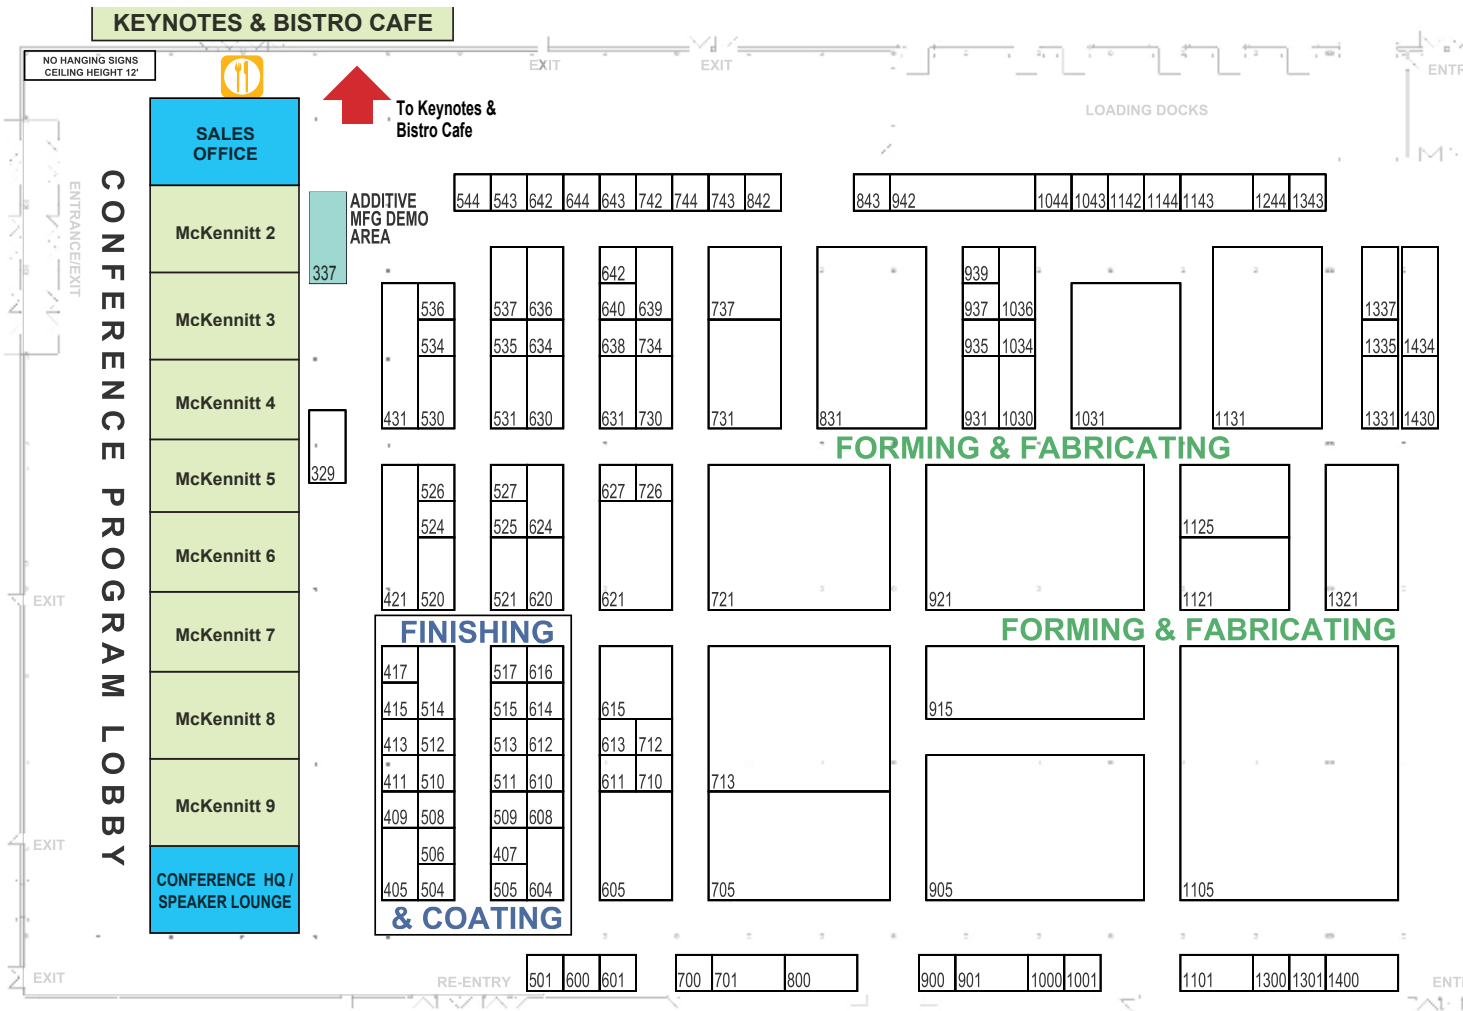 KEYNOTES & BISTRO CAFE
NO HANGING SIGNS
CEILING HEIGHT 12'
EXIT
EXIT
ENTR
LOADING DOCKS
To Keynotes &
Bistro Cafe
SALES
OFFICE
McKennitt 2
McKennitt 3
McKennitt 4
McKennitt 5
McKennitt 6
McKennitt 7
McKennitt 8
McKennitt 9
CONFERENCE HQ /
SPEAKER LOUNGE
CONFERENCE PROGRAM LOBBY
ENTRANCE/EXIT
EXIT
EXIT
EXIT
ADDITIVE
MFG DEMO
AREA
337
329
544 543 642 644 643 742 744 743 842
843 942 1044 1043 1142 1144 1143 1244 1343
642 939
536 537 636 640 639 737 937 1036 1337
534 535 634 638 734 935 1034 1335 1434
431 530 531 630 631 730 731 831 931 1030 1031 1131 1331 1430
FORMING & FABRICATING
526 527 627 726
524 525 624 1125
421 520 521 620 621 721 921 1121 1321
FINISHING
FORMING & FABRICATING
417 517 616
415 514 515 614 615 915
413 512 513 612 613 712
411 510 511 610 611 710 713
409 508 509 608
506 407
405 504 505 604 605 705 905 1105
& COATING
RE-ENTRY
501 600 601 700 701 800 900 901 1000 1001 1101 1300 1301 1400
ENT